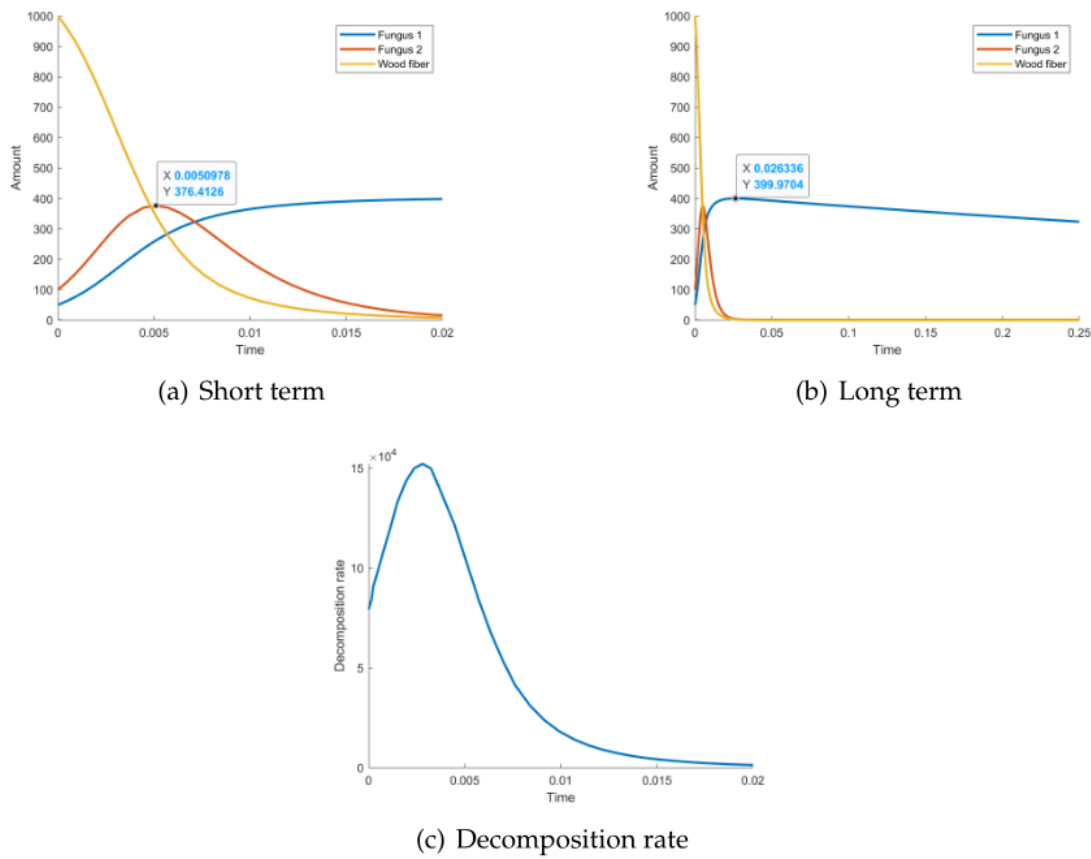 1000
900
800
700
600
500
400
300
200
100
0
Amount
Fungus 1
Fungus 2
Wood fiber
X 0.0050978
Y 376.4126
0 0.005 0.01 0.015 0.02
Time
(a) Short term
1000
900
800
700
600
500
400
300
200
100
0
Amount
Fungus 1
Fungus 2
Wood fiber
X 0.026336
Y 399.9704
0 0.05 0.1 0.15 0.2 0.25
Time
(b) Long term
×10⁴
15
10
5
0
Decomposition rate
0 0.005 0.01 0.015 0.02
Time
(c) Decomposition rate